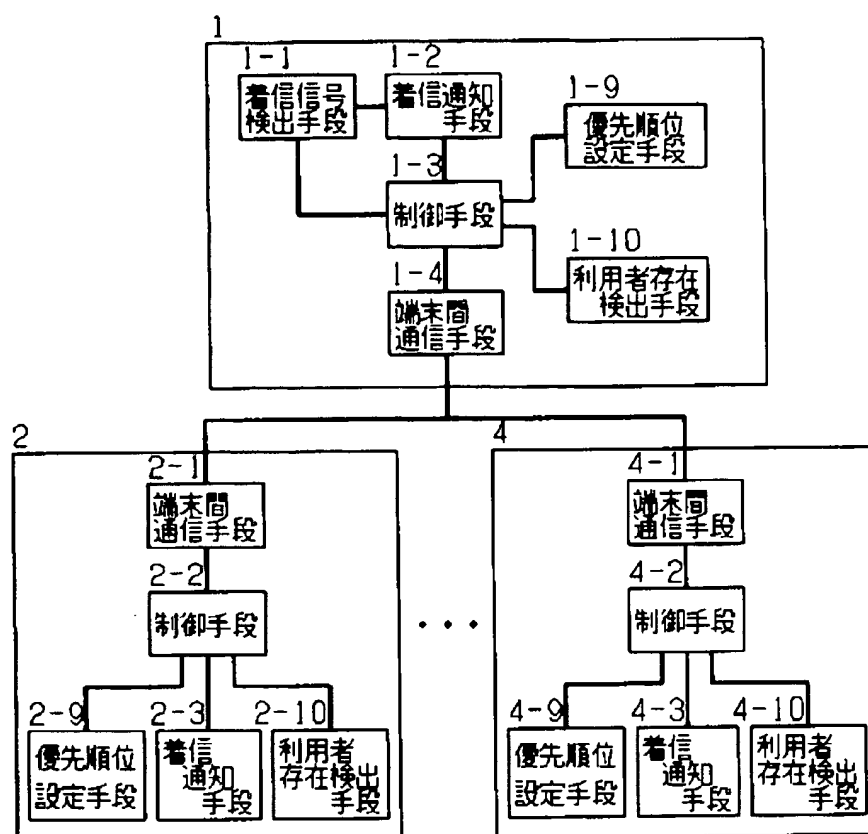 1
1-1
着信信号
検出手段
1-2
着信通知
手段
1-9
優先順位
設定手段
1-3
制御手段
1-10
利用者存在
検出手段
1-4
端末間
通信手段
2
2-1
端末間
通信手段
2-2
制御手段
2-9
優先順位
設定手段
2-3
着信
通知
手段
2-10
利用者
存在検出
手段
・・・
4
4-1
端末間
通信手段
4-2
制御手段
4-9
優先順位
設定手段
4-3
着信
通知
手段
4-10
利用者
存在検出
手段